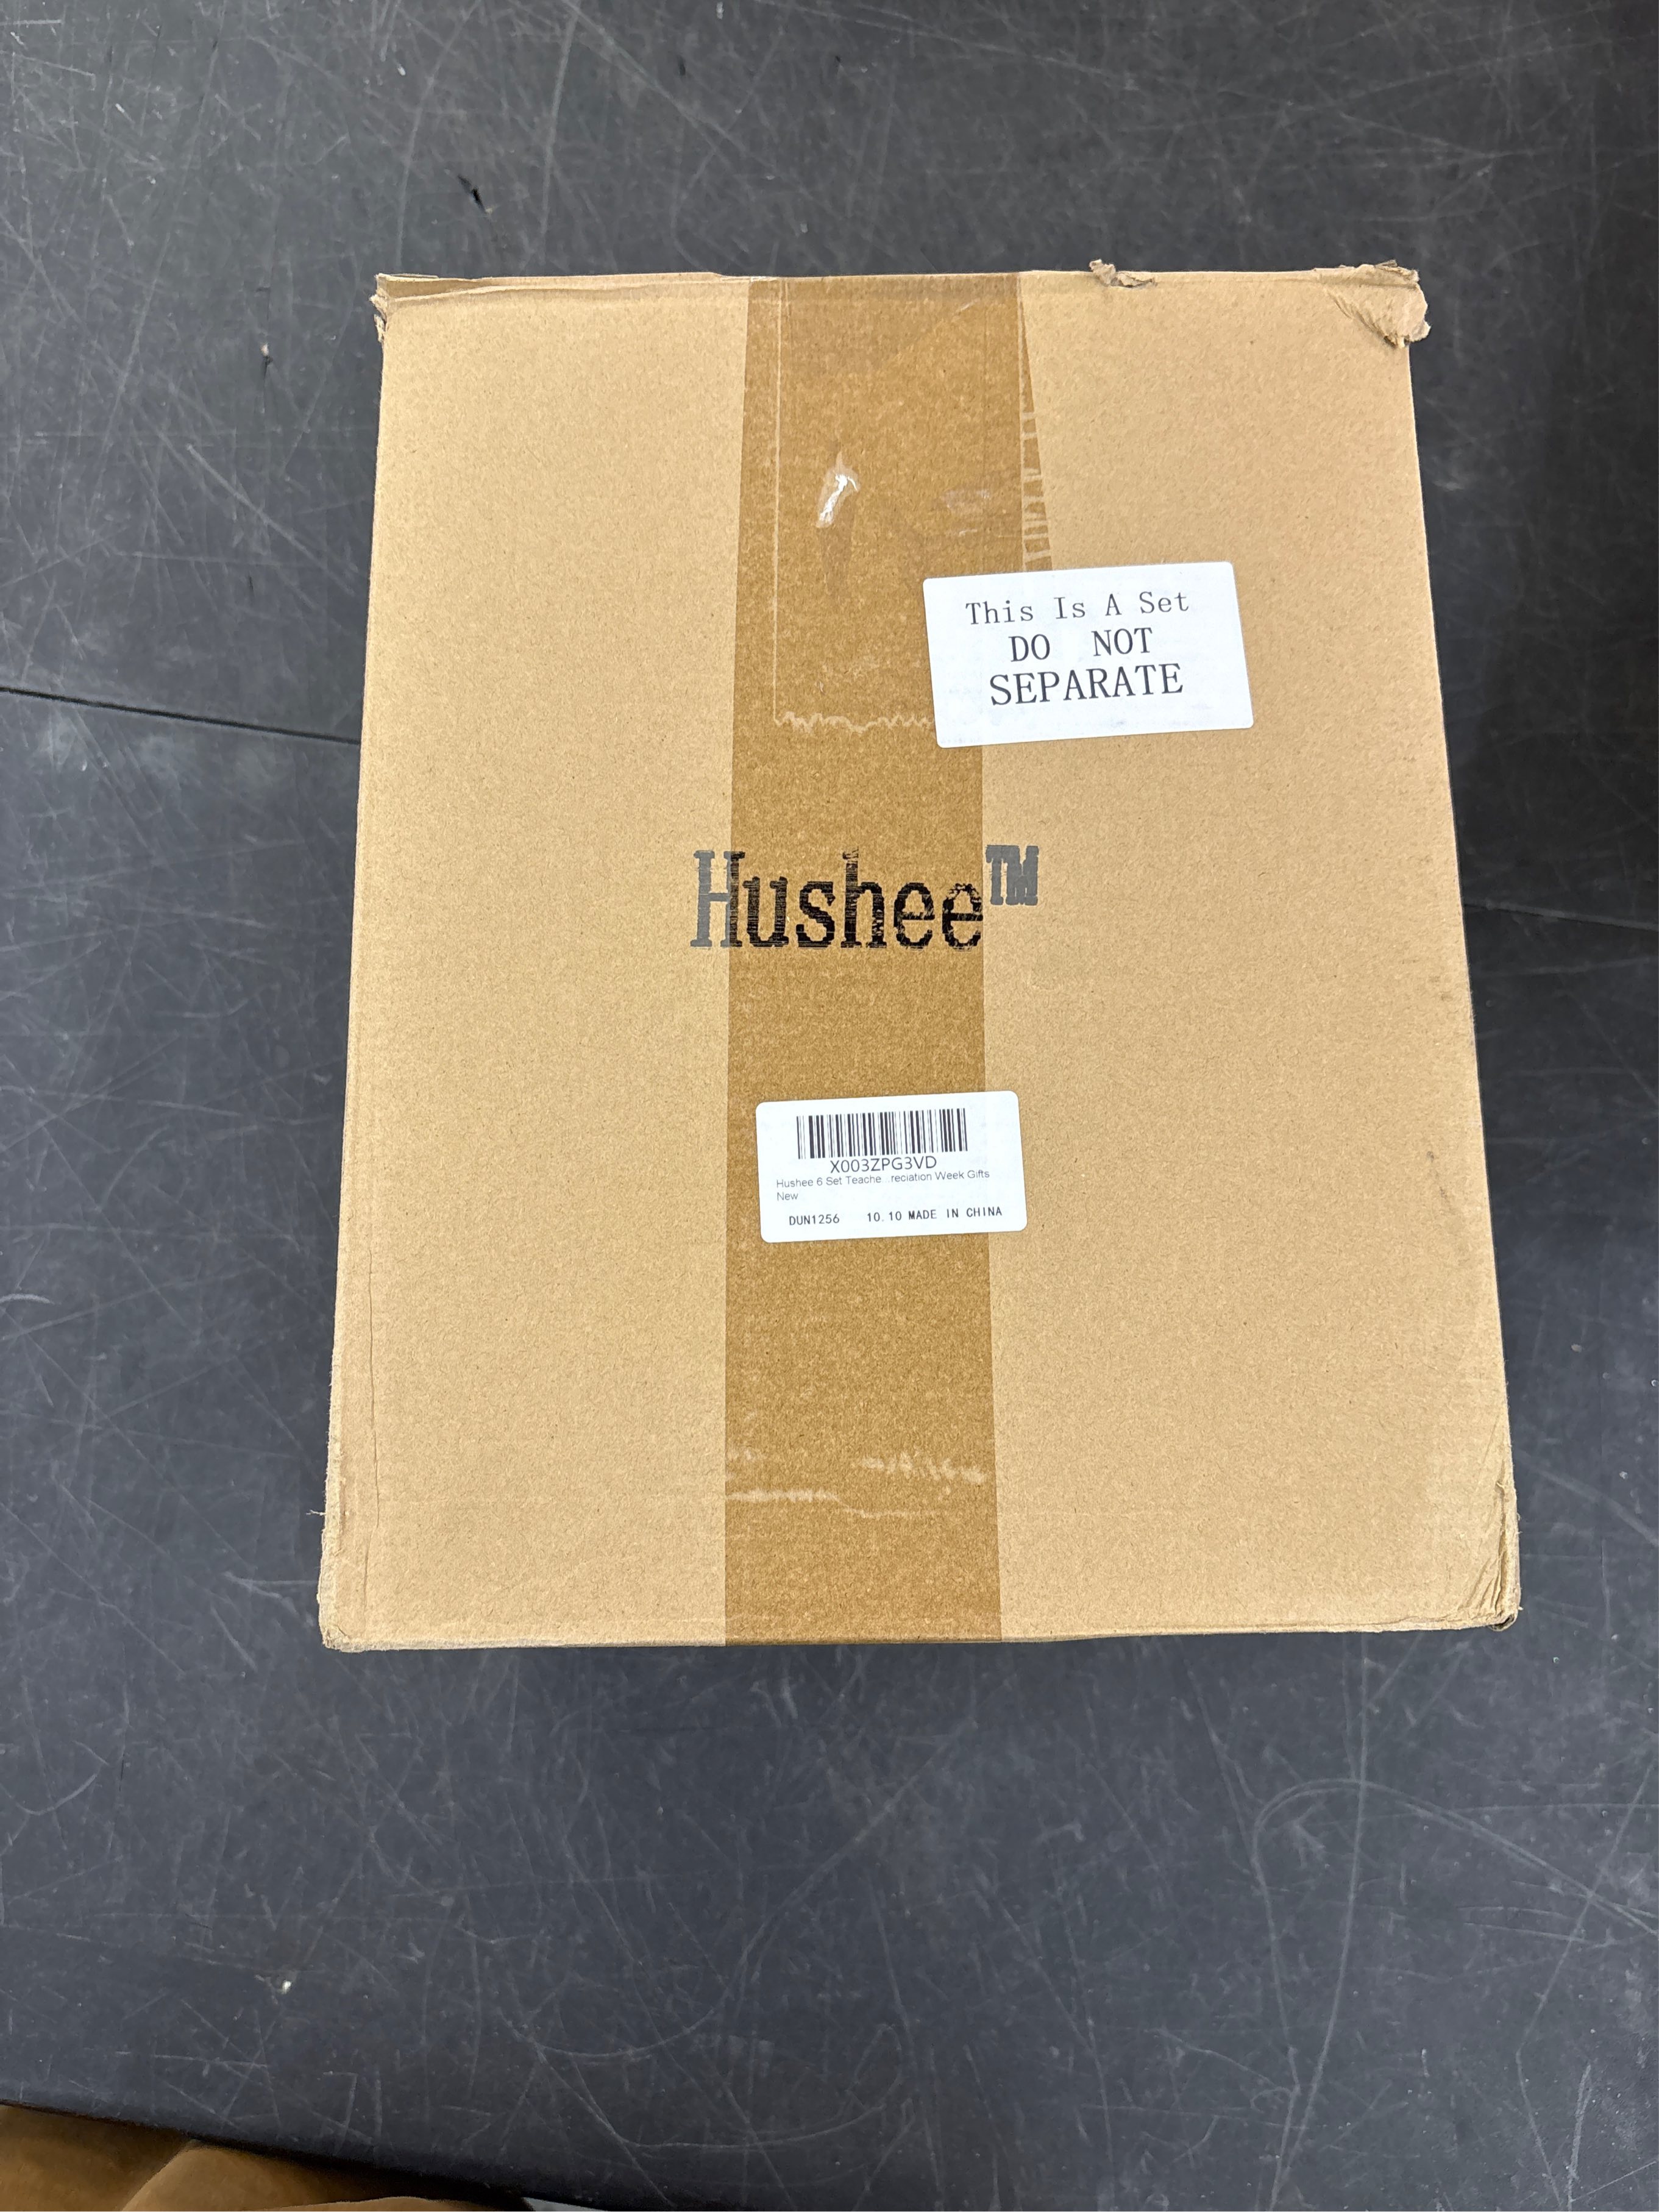 This Is A Set
DO NOT
SEPARATE
Hushee™
X003ZPG3VD
Hushee 6 Set Teache...reciation Week Gifts
New
DUN1256 10.10 MADE IN CHINA